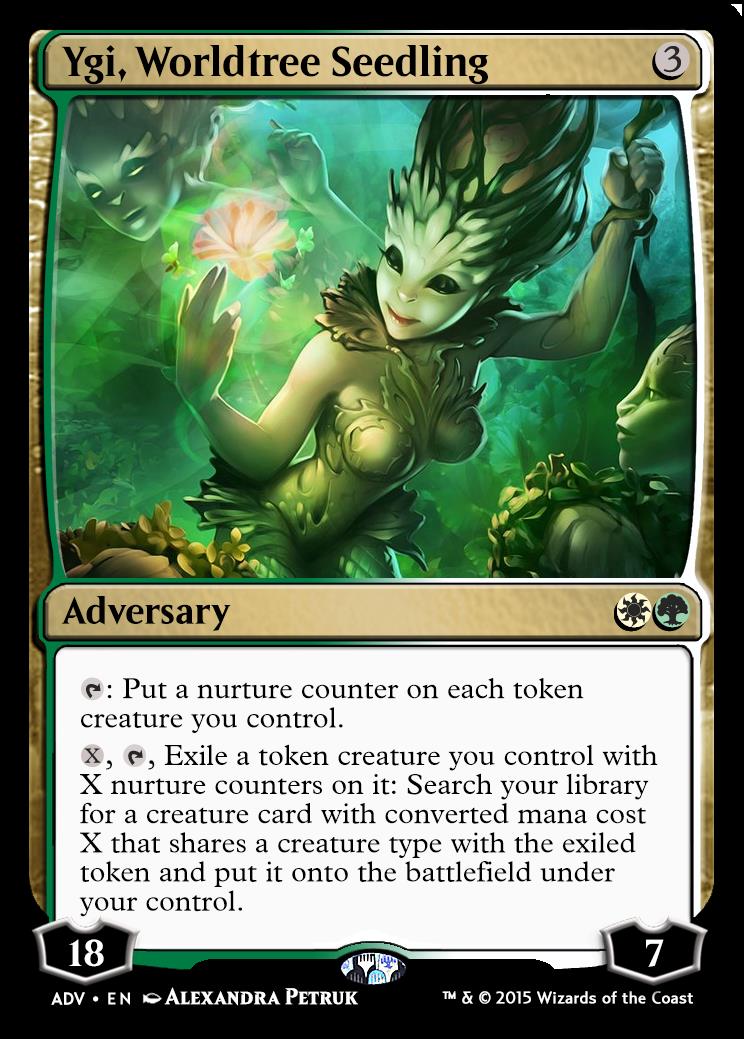 Ygi, Worldtree Seedling 3
Adversary
: Put a nurture counter on each token
creature you control.
X, , Exile a token creature you control with
X nurture counters on it: Search your library
for a creature card with converted mana cost
X that shares a creature type with the exiled
token and put it onto the battlefield under
your control.
18 7
ADV • EN ALEXANDRA PETRUK ™ & © 2015 Wizards of the Coast